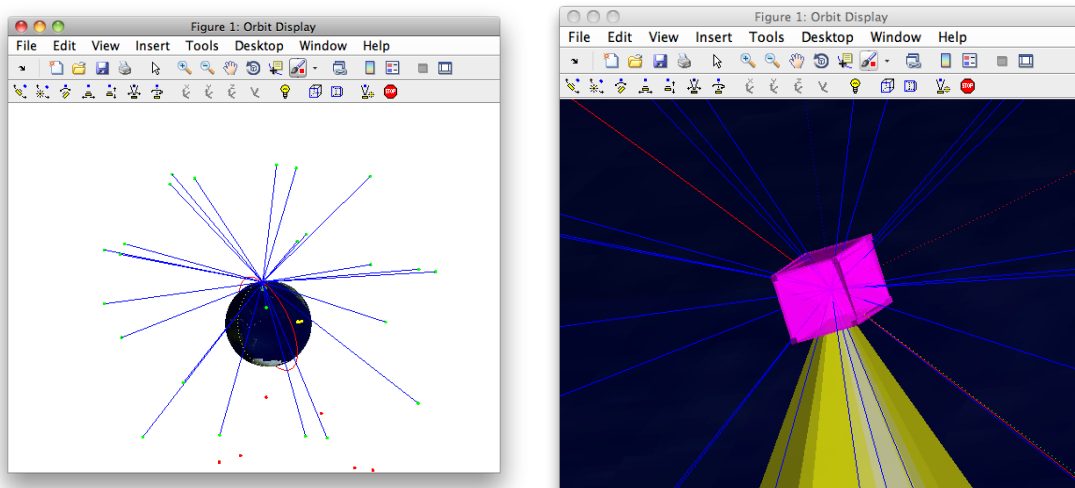 Figure 1: Orbit Display
File Edit View Insert Tools Desktop Window Help
STOP
Figure 1: Orbit Display
File Edit View Insert Tools Desktop Window Help
STOP